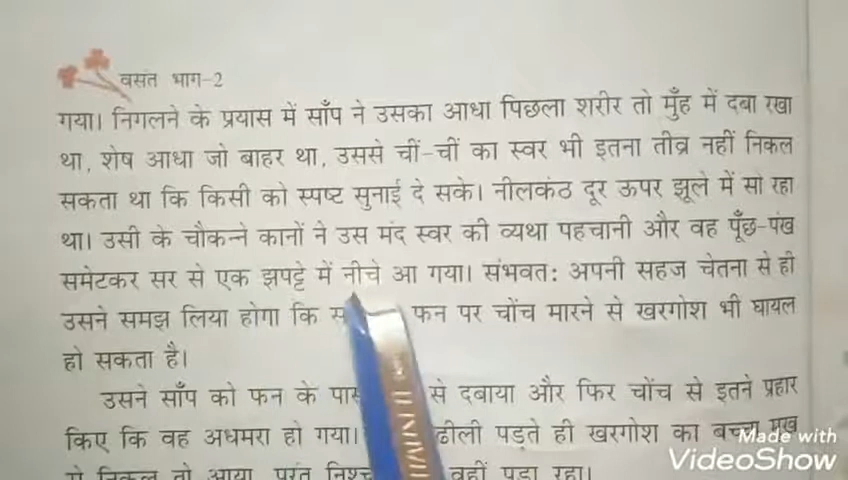 वसंत भाग-2
गया। निगलने के प्रयास में साँप ने उसका आधा पिछला शरीर तो मुँह में दबा रखा
था, शेष आधा जो बाहर था, उससे चीं-चीं का स्वर भी इतना तीव्र नहीं निकल
सकता था कि किसी को स्पष्ट सुनाई दे सके। नीलकंठ दूर ऊपर झूले में सो रहा
था। उसी के चौकन्ने कानों ने उस मंद स्वर की व्यथा पहचानी और वह पूँछ-पंख
समेटकर सर से एक झपट्टे में नीचे आ गया। संभवत: अपनी सहज चेतना से ही
उसने समझ लिया होगा कि फन पर चोंच मारने से खरगोश भी घायल
हो सकता है।
उसने साँप को फन के पास से दबाया और फिर चोंच से इतने प्रहार
किए कि वह अधमरा हो गया। ढीली पड़ते ही खरगोश का बच्चा मुख
से निकल तो आया, परंतु वहीं पड़ा रहा।
Made with
VideoShow